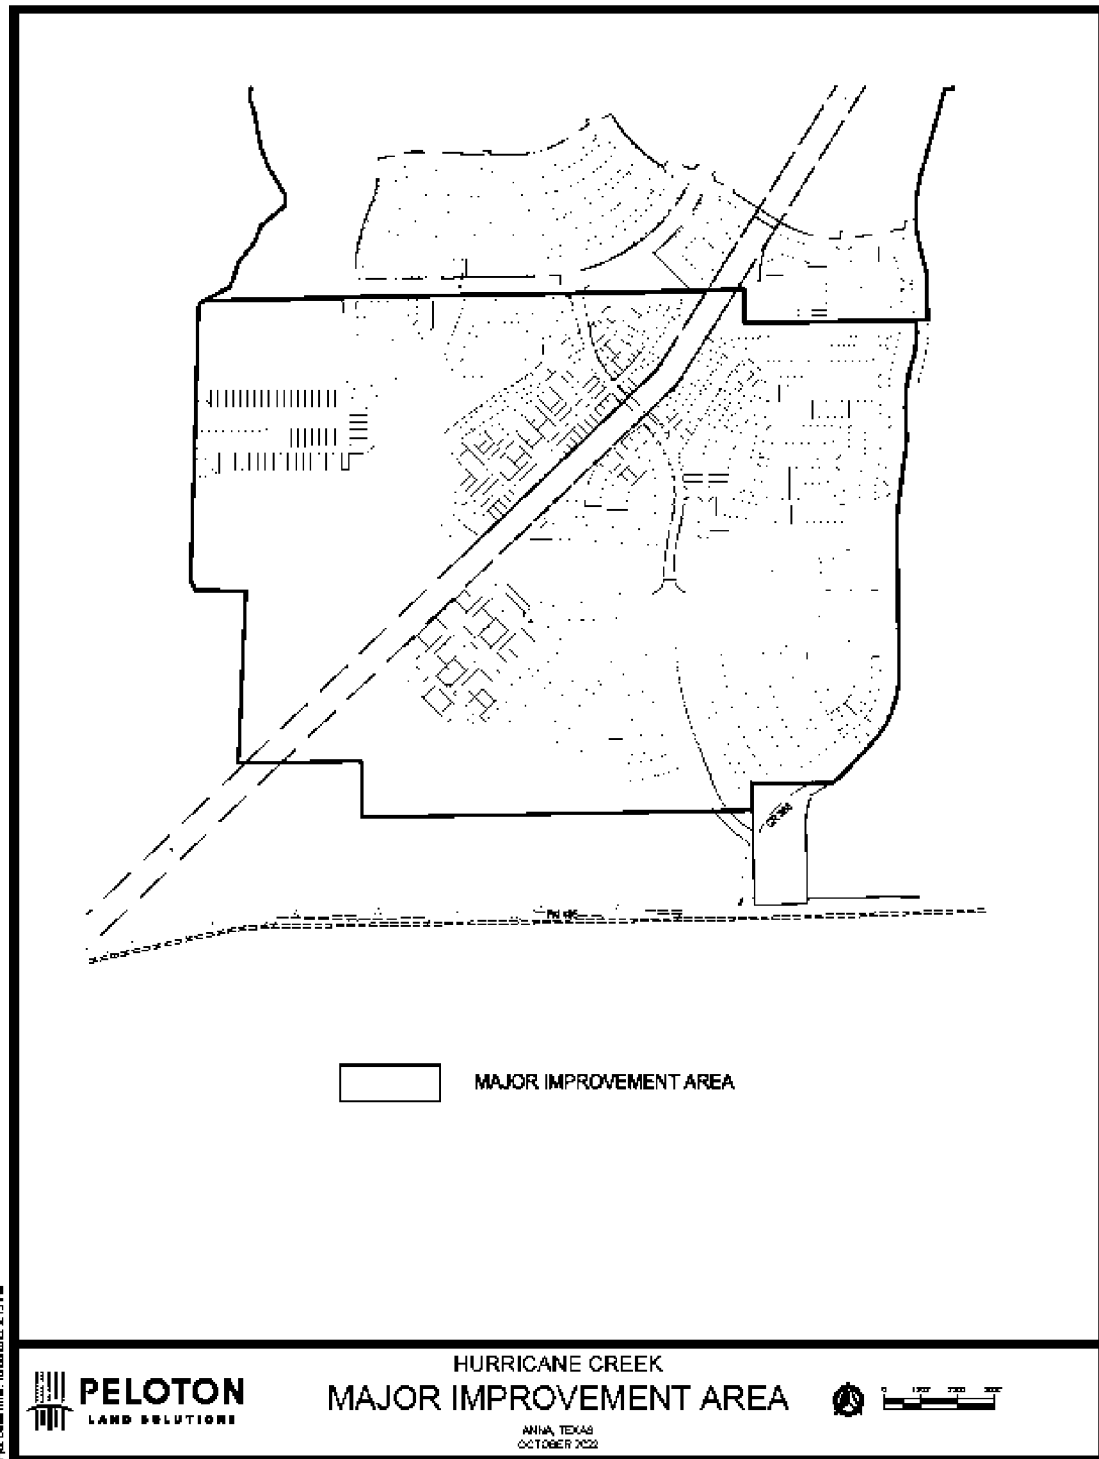 MAJOR IMPROVEMENT AREA
HURRICANE CREEK
MAJOR IMPROVEMENT AREA
ANNA, TEXAS
OCTOBER 2022
PELOTON
LAND SOLUTIONS